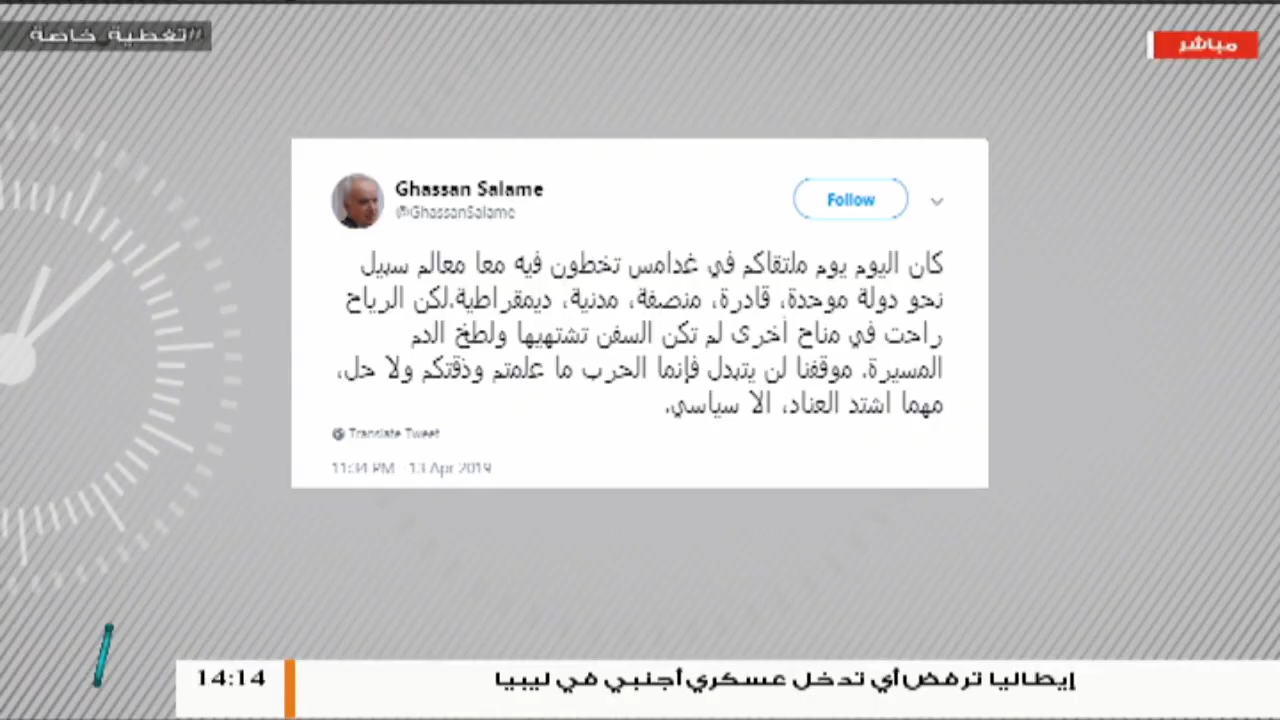 #تغطية_خاصة
مباشر
Ghassan Salame
@GhassanSalame
Follow
كان اليوم يوم ملتقاكم في غدامس تخطون فيه معا معالم سبيل
نحو دولة موحدة، قادرة، منصفة، مدنية، ديمقراطية.لكن الرياح
راحت في مناح أخرى لم تكن السفن تشتهيها ولطخ الدم
المسيرة. موقفنا لن يتبدل فإنما الحرب ما علمتم وذقتكم ولا حل،
مهما اشتد العناد، الا سياسي.
Translate Tweet
11:34 PM - 13 Apr 2019
14:14
إيطاليا ترفض أي تدخل عسكري أجنبي في ليبيا